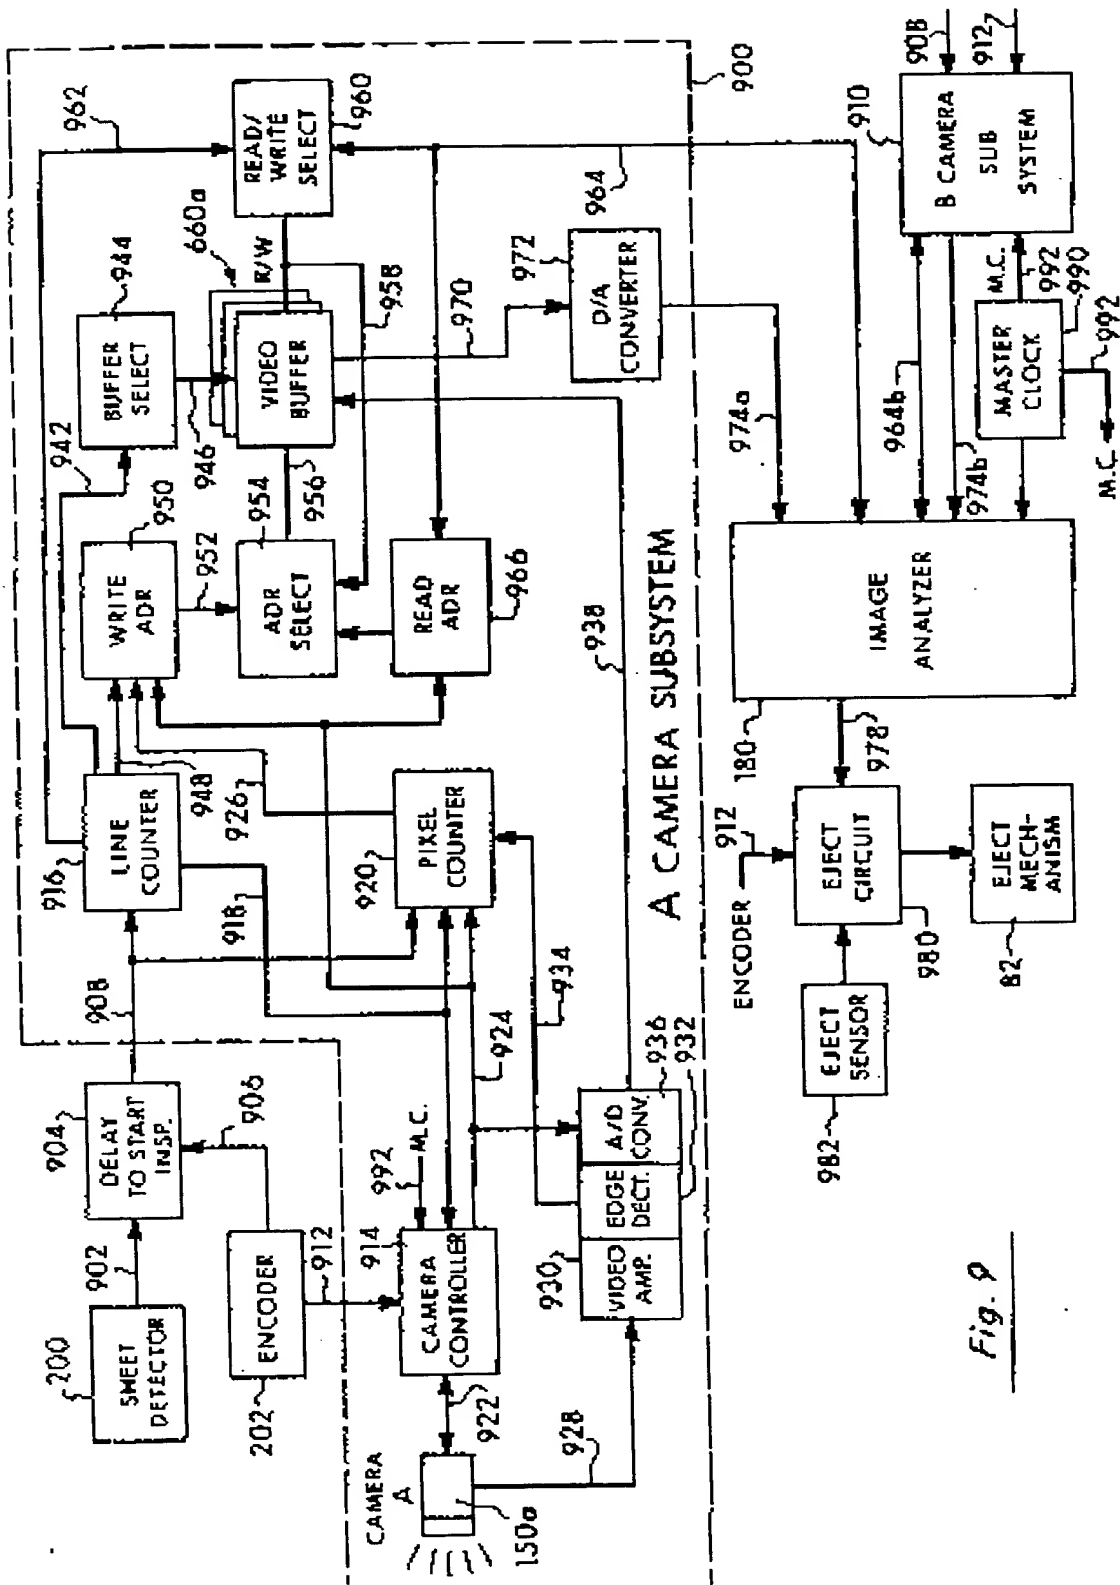 200
SHEET
DETECTOR
902
904
DELAY
TO START
INSP.
906
908
202
ENCODER
912
916
LINE
COUNTER
918
942
BUFFER
SELECT
944
946
948
WRITE
ADR
950
952
926
962
READ/
WRITE
SELECT
960
R/W
660a
VIDEO
BUFFER
958
970
ADR
SELECT
954
956
READ
ADR
966
920
PIXEL
COUNTER
934
924
938
964
900
972
D/A
CONVERTER
974a
CAMERA
A
150a
922
928
914
CAMERA
CONTROLLER
992
M.C.
930
VIDEO
AMP.
EDGE
DECT.
A/D
CONV.
936
932
A CAMERA SUBSYSTEM
910
B CAMERA
SUB
SYSTEM
908
912
964b
974b
M.C.
992
990
MASTER
CLOCK
992
M.C.
IMAGE
ANALYZER
180
978
ENCODER
912
EJECT
CIRCUIT
980
EJECT
SENSOR
982
EJECT
MECH-
ANISM
82
Fig. 9